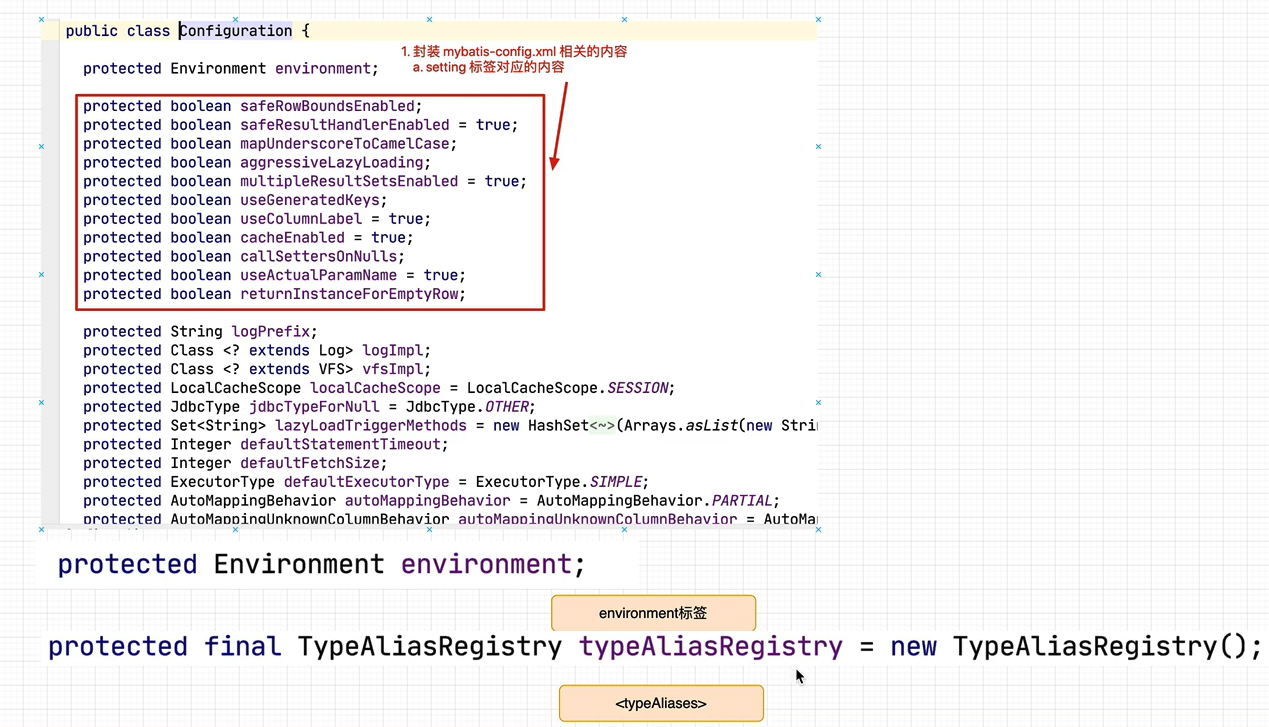 public class Configuration {
1. 封装 mybatis-config.xml 相关的内容
a. setting 标签对应的内容
protected Environment environment;
protected boolean safeRowBoundsEnabled;
protected boolean safeResultHandlerEnabled = true;
protected boolean mapUnderscoreToCamelCase;
protected boolean aggressiveLazyLoading;
protected boolean multipleResultSetsEnabled = true;
protected boolean useGeneratedKeys;
protected boolean useColumnLabel = true;
protected boolean cacheEnabled = true;
protected boolean callSettersOnNulls;
protected boolean useActualParamName = true;
protected boolean returnInstanceForEmptyRow;
protected String logPrefix;
protected Class <? extends Log> logImpl;
protected Class <? extends VFS> vfsImpl;
protected LocalCacheScope localCacheScope = LocalCacheScope.SESSION;
protected JdbcType jdbcTypeForNull = JdbcType.OTHER;
protected Set<String> lazyLoadTriggerMethods = new HashSet<~>(Arrays.asList(new Stri
protected Integer defaultStatementTimeout;
protected Integer defaultFetchSize;
protected ExecutorType defaultExecutorType = ExecutorType.SIMPLE;
protected AutoMappingBehavior autoMappingBehavior = AutoMappingBehavior.PARTIAL;
protected AutoMappingUnknownColumnBehavior autoMappingUnknownColumnBehavior = AutoMa
protected Environment environment;
environment标签
protected final TypeAliasRegistry typeAliasRegistry = new TypeAliasRegistry();
<typeAliases>